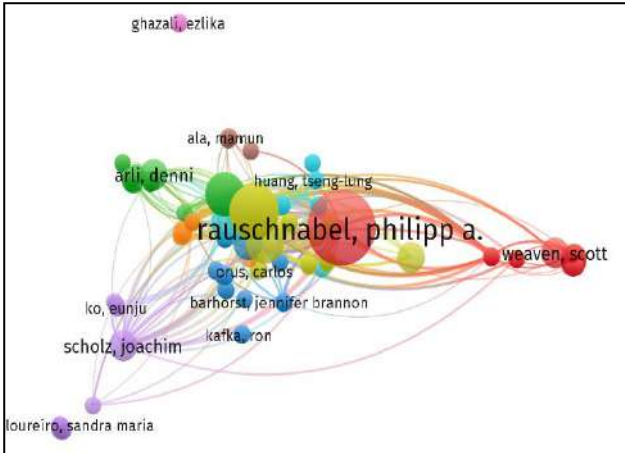 ghazali, ezlika
ala, mamun
arli, denni
huang, tseng-lung
rauschnabel, philipp a.
weaven, scott
orus, carlos
ko, eunju
barhorst, jennifer brannon
kafka, ron
scholz, joachim
loureiro, sandra maria